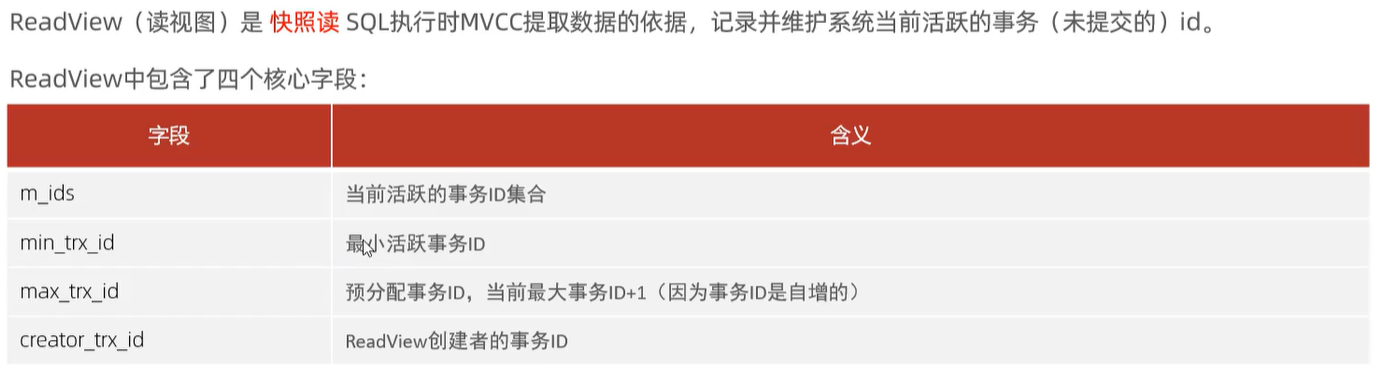 ReadView（读视图）是 快照读 SQL执行时MVCC提取数据的依据，记录并维护系统当前活跃的事务（未提交的）id。
ReadView中包含了四个核心字段：
字段 含义
m_ids 当前活跃的事务ID集合
min_trx_id 最小活跃事务ID
max_trx_id 预分配事务ID，当前最大事务ID+1（因为事务ID是自增的）
creator_trx_id ReadView创建者的事务ID